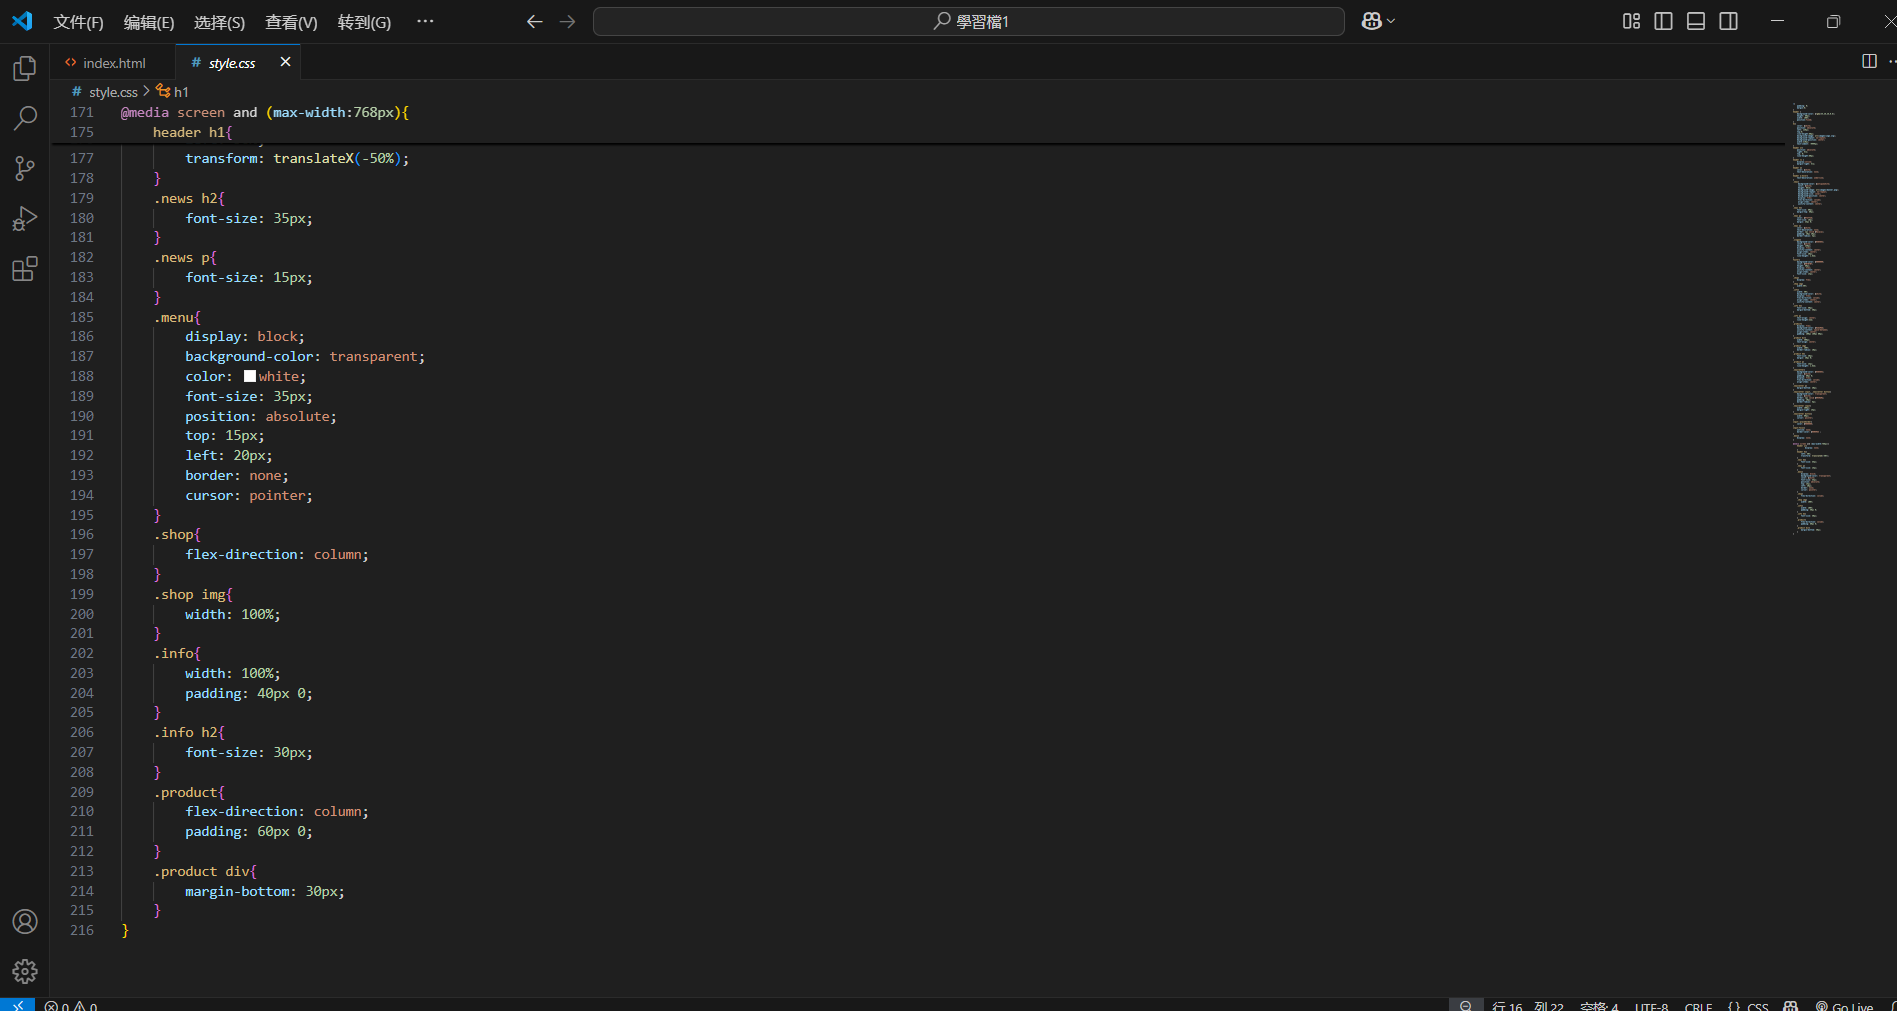 文件(F) 编辑(E) 选择(S) 查看(V) 转到(G) ··· 學習檔1
index.html style.css
style.css > h1
171 @media screen and (max-width:768px){
175     header h1{
177         transform: translateX(-50%);
178     }
179     .news h2{
180         font-size: 35px;
181     }
182     .news p{
183         font-size: 15px;
184     }
185     .menu{
186         display: block;
187         background-color: transparent;
188         color: white;
189         font-size: 35px;
190         position: absolute;
191         top: 15px;
192         left: 20px;
193         border: none;
194         cursor: pointer;
195     }
196     .shop{
197         flex-direction: column;
198     }
199     .shop img{
200         width: 100%;
201     }
202     .info{
203         width: 100%;
204         padding: 40px 0;
205     }
206     .info h2{
207         font-size: 30px;
208     }
209     .product{
210         flex-direction: column;
211         padding: 60px 0;
212     }
213     .product div{
214         margin-bottom: 30px;
215     }
216 }
0 0 行 16, 列 22 空格: 4 UTF-8 CRLF {} CSS Go Live